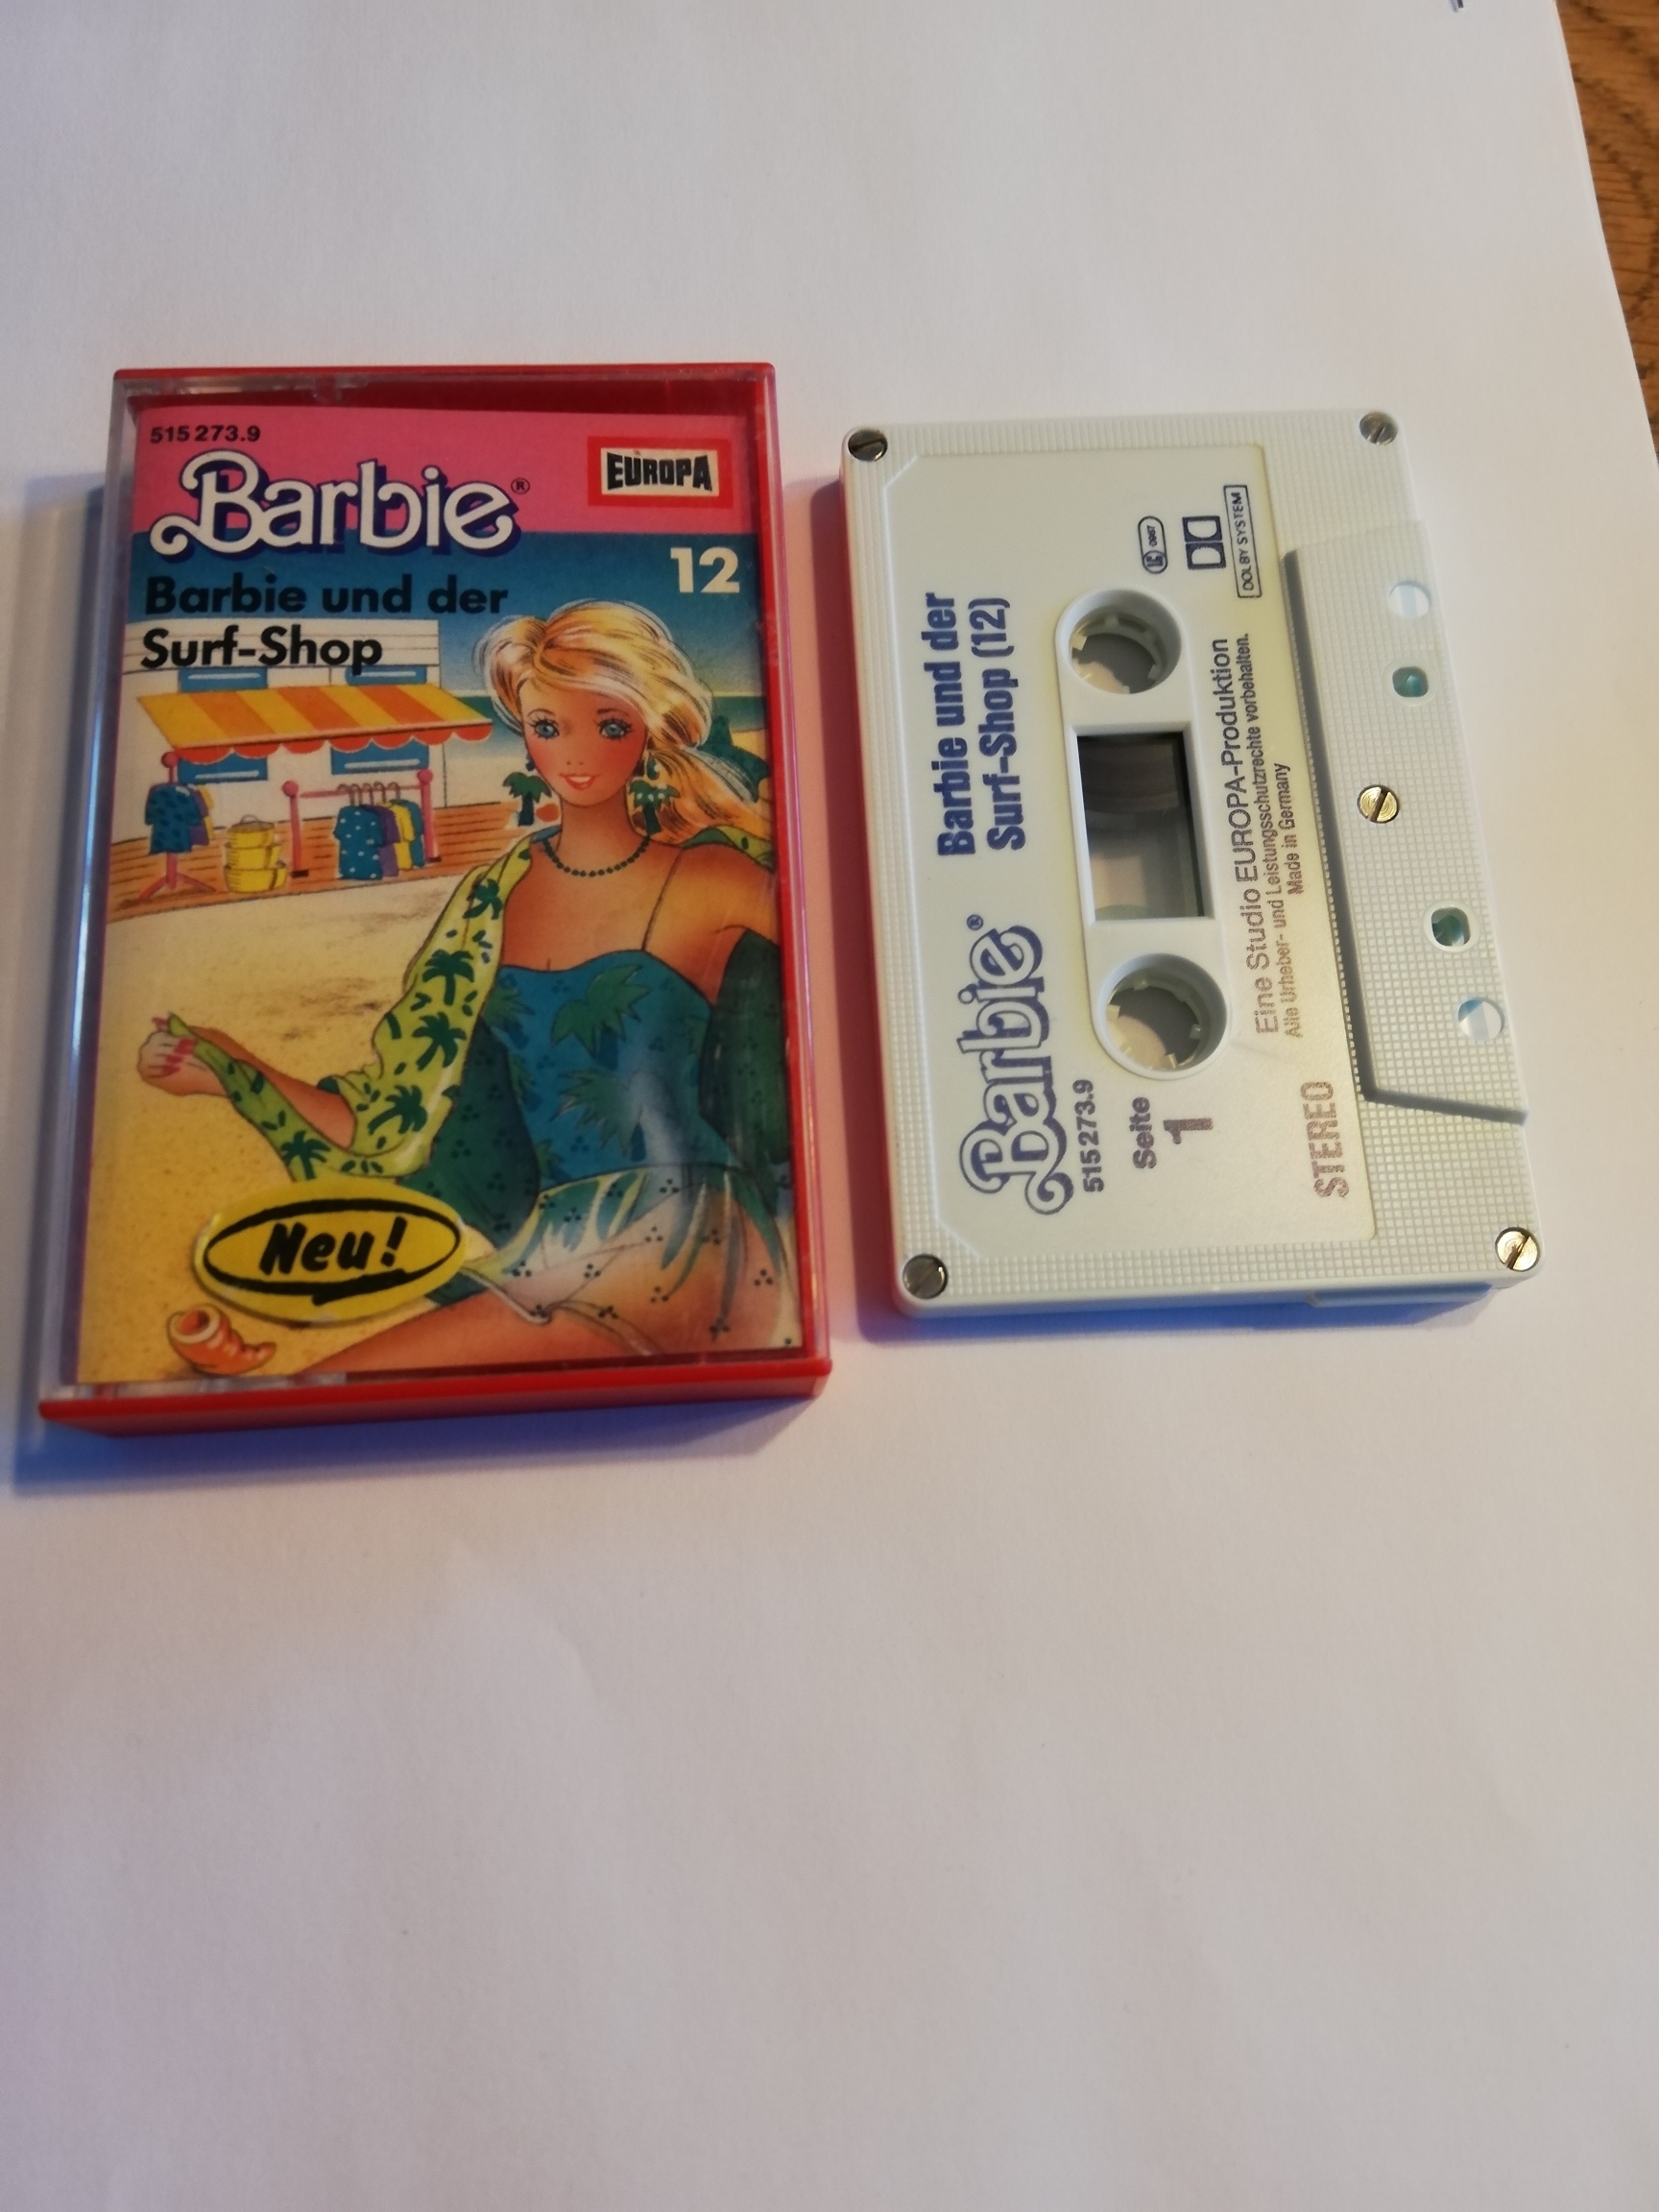 515 273.9
Barbie®
EUROPA
12
Barbie und der
Surf-Shop
Neu!
Barbie®
Barbie und der
Surf-Shop (12)
515 273.9
Seite
1
LC 0967
DOLBY SYSTEM
Eine Studio EUROPA-Produktion
Alle Urheber- und Leistungsschutzrechte vorbehalten.
Made in Germany
STEREO